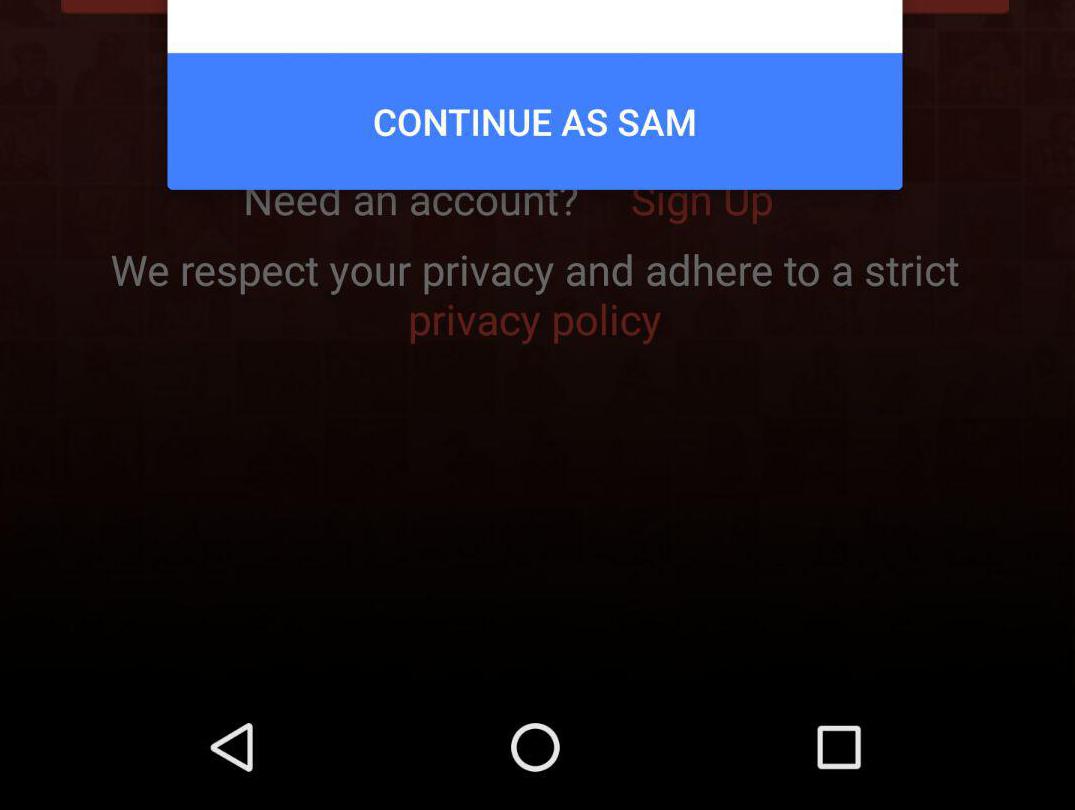 CONTINUE AS SAM
Need an account? Sign Up
We respect your privacy and adhere to a strict
privacy policy